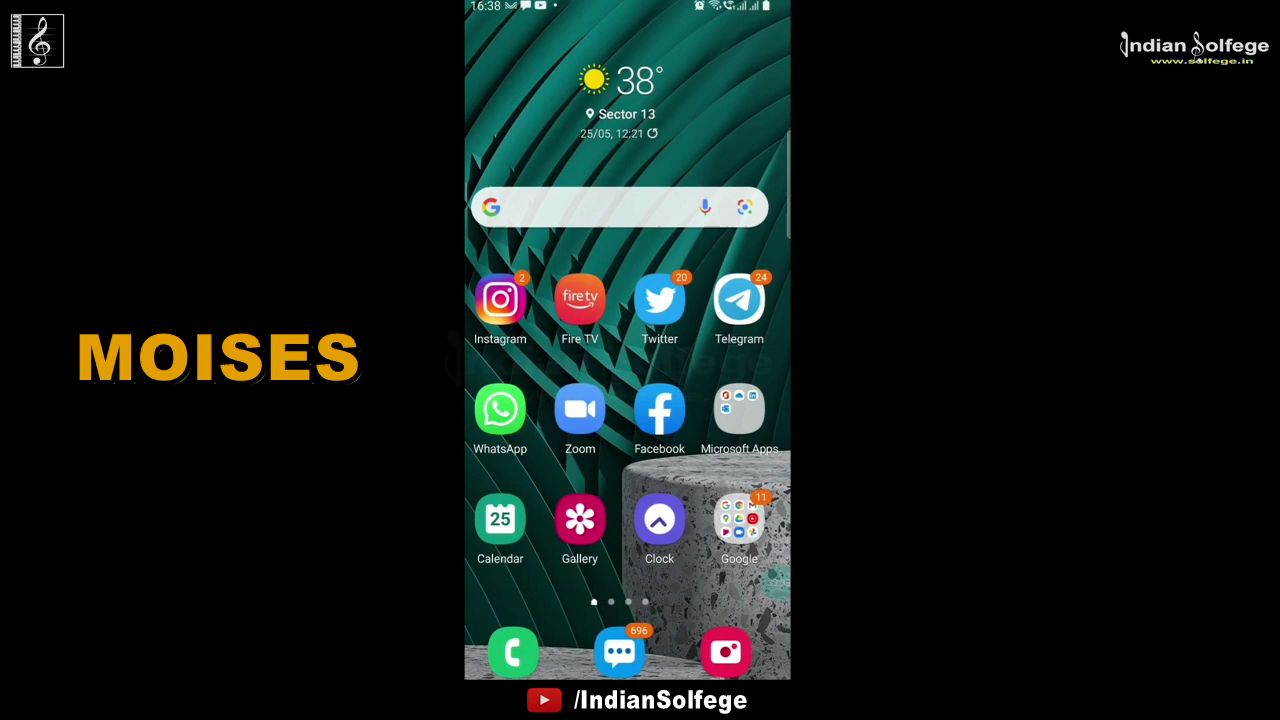 16:38
Indian Solfege
www.solfege.in
38°
Sector 13
25/05, 12:21
G
2
fire tv
20
24
Instagram
Fire TV
Twitter
Telegram
MOISES
WhatsApp
Zoom
Facebook
Microsoft Apps
25
11
Calendar
Gallery
Clock
Google
696
/IndianSolfege